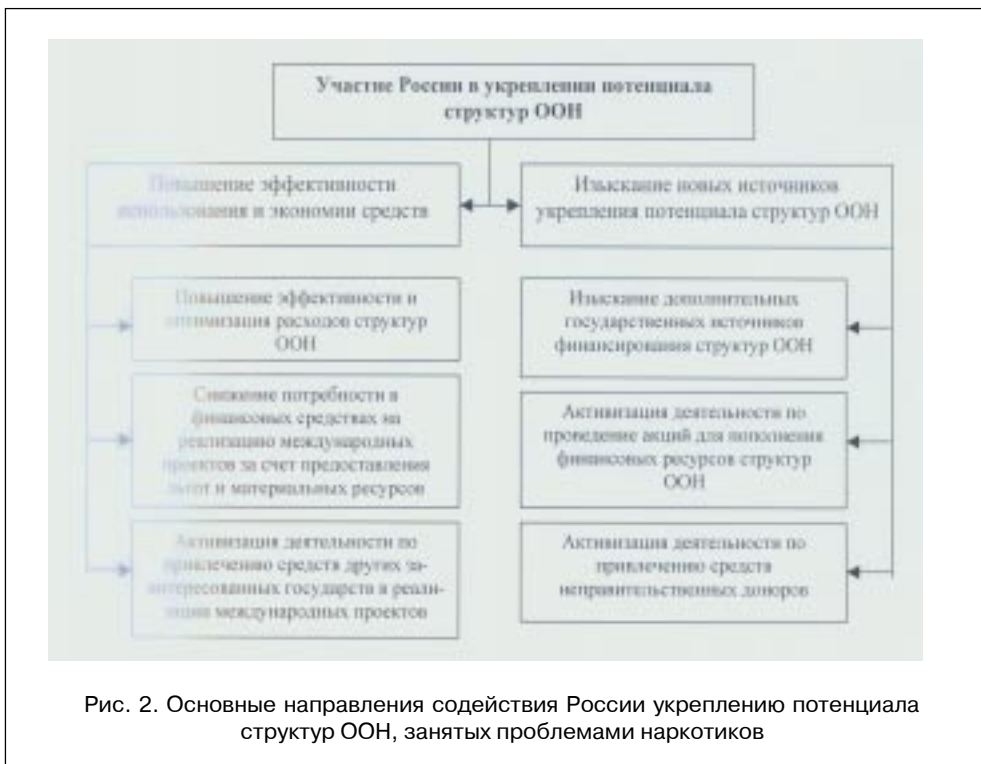 Участие России в укреплении потенциала
структур ООН
Повышение эффективности
использования и экономии средств
Изыскание новых источников
укрепления потенциала структур ООН
Повышение эффективности и
оптимизация расходов структур
ООН
Снижение потребности в
финансовых средствах на
реализацию международных
проектов за счет предоставления
льгот и материальных ресурсов
Активизация деятельности по
привлечению средств других за-
интересованных государств в реали-
зации международных проектов
Изыскание дополнительных
государственных источников
финансирования структур ООН
Активизация деятельности по
проведение акций для пополнения
финансовых ресурсов структур
ООН
Активизация деятельности по
привлечению средств
неправительственных доноров
Рис. 2. Основные направления содействия России укреплению потенциала
структур ООН, занятых проблемами наркотиков